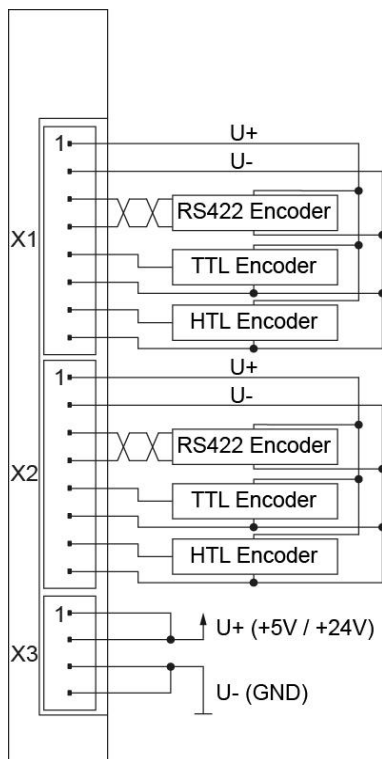 1
U+
U-
RS422 Encoder
X1
TTL Encoder
HTL Encoder
1
U+
U-
RS422 Encoder
X2
TTL Encoder
HTL Encoder
1
U+ (+5V / +24V)
X3
U- (GND)